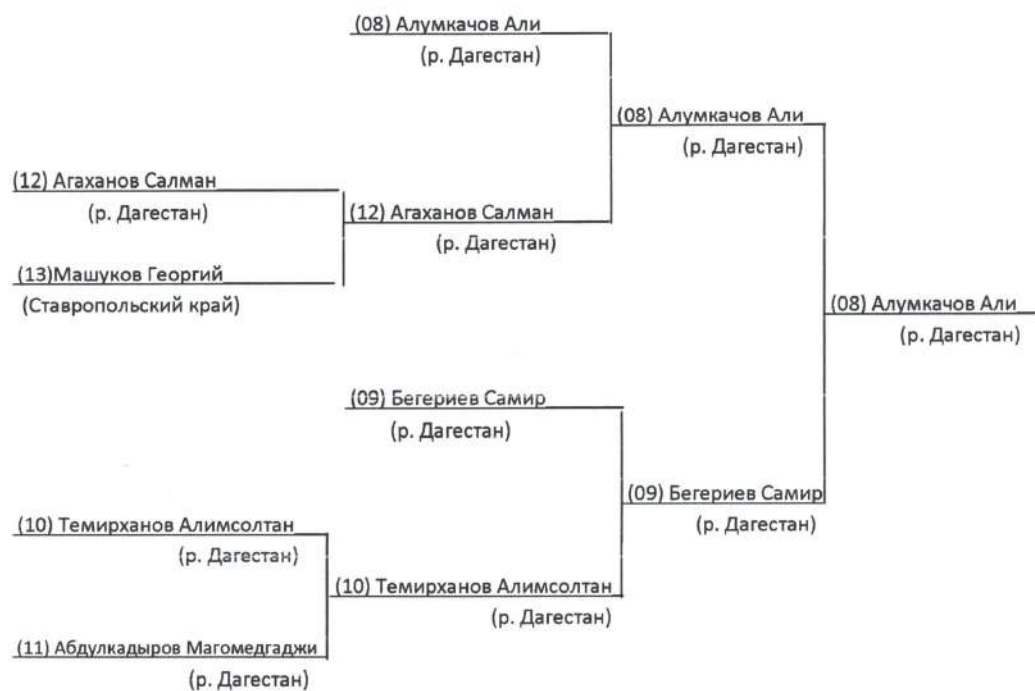 (08) Алумкачов Али
(р. Дагестан)
(08) Алумкачов Али
(р. Дагестан)
(12) Агаханов Салман
(р. Дагестан)
(12) Агаханов Салман
(р. Дагестан)
(13)Машуков Георгий
(Ставропольский край)
(08) Алумкачов Али
(р. Дагестан)
(09) Бегериев Самир
(р. Дагестан)
(09) Бегериев Самир
(р. Дагестан)
(10) Темирханов Алимсолтан
(р. Дагестан)
(10) Темирханов Алимсолтан
(р. Дагестан)
(11) Абдулкадыров Магомедгаджи
(р. Дагестан)